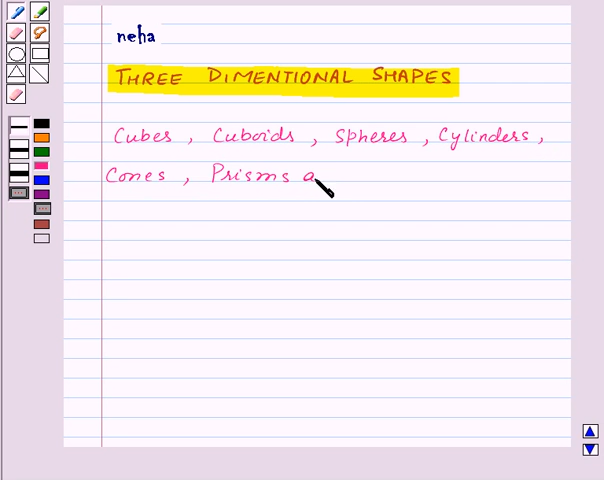 neha
THREE DIMENTIONAL SHAPES
Cubes , Cuboids , Spheres , Cylinders ,
Cones , Prisms a